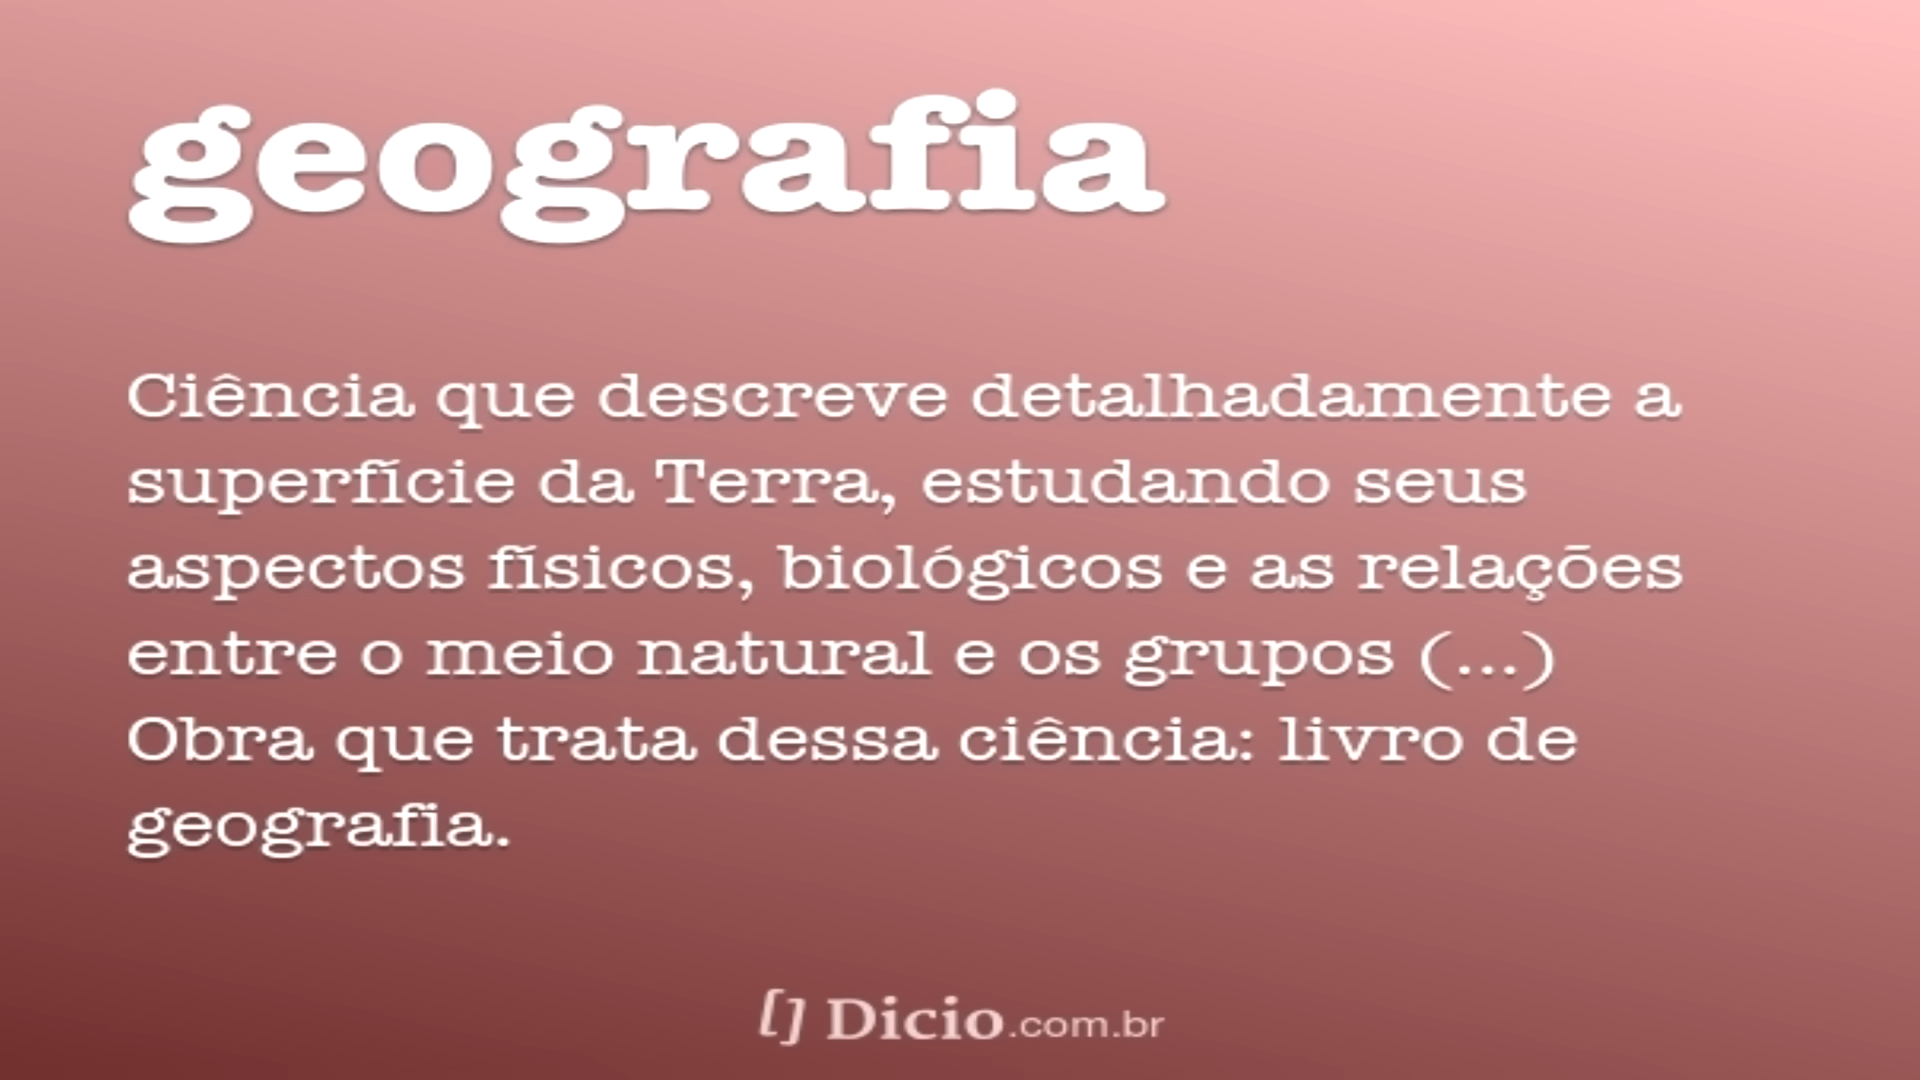 geografia
Ciência que descreve detalhadamente a
superfície da Terra, estudando seus
aspectos físicos, biológicos e as relações
entre o meio natural e os grupos (...)
Obra que trata dessa ciência: livro de
geografia.
[] Dicio.com.br